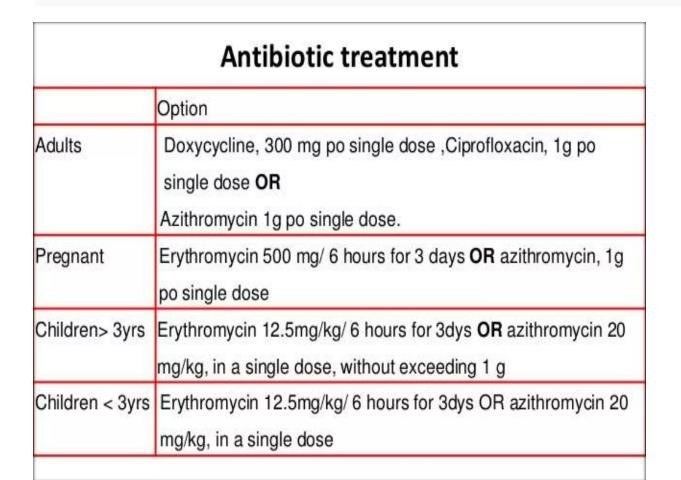 Antibiotic treatment
Option
Adults
Doxycycline, 300 mg po single dose ,Ciprofloxacin, 1g po
single dose OR
Azithromycin 1g po single dose.
Pregnant
Erythromycin 500 mg/ 6 hours for 3 days OR azithromycin, 1g
po single dose
Children> 3yrs
Erythromycin 12.5mg/kg/ 6 hours for 3dys OR azithromycin 20
mg/kg, in a single dose, without exceeding 1 g
Children < 3yrs
Erythromycin 12.5mg/kg/ 6 hours for 3dys OR azithromycin 20
mg/kg, in a single dose